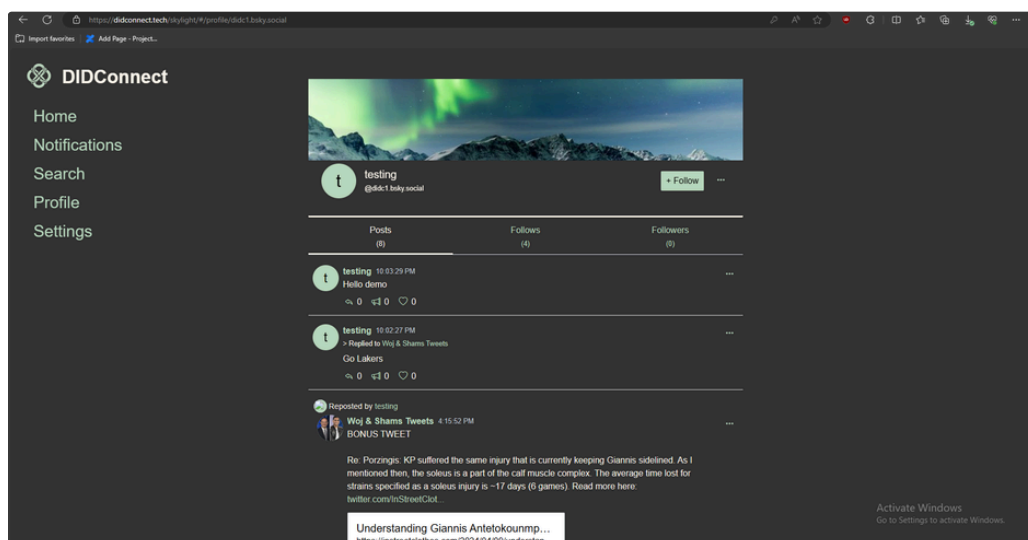 https://didconnect.tech/skylight/#/profile/didc1.bsky.social
Import favorites
Add Page - Project...
DIDConnect
Home
Notifications
Search
Profile
Settings
t
testing
@didc1.bsky.social
+ Follow
Posts
(8)
Follows
(4)
Followers
(0)
t
testing 10:03:29 PM
Hello demo
0 0 0
t
testing 10:02:27 PM
> Replied to Woj & Shams Tweets
Go Lakers
0 0 0
Reposted by testing
Woj & Shams Tweets 4:15:52 PM
BONUS TWEET
Re: Porzingis: KP suffered the same injury that is currently keeping Giannis sidelined. As I
mentioned then, the soleus is a part of the calf muscle complex. The average time lost for
strains specified as a soleus injury is ~17 days (6 games). Read more here:
twitter.com/InStreetClot...
Understanding Giannis Antetokounmp...
Activate Windows
Go to Settings to activate Windows.